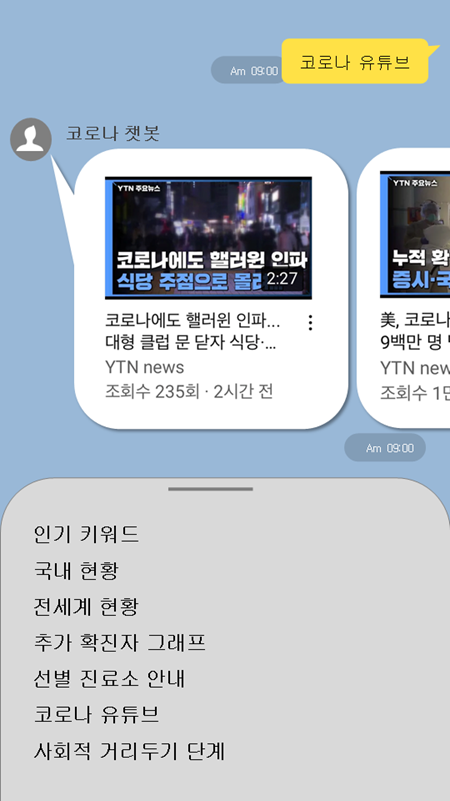 코로나 유튜브
Am 09:00
코로나 챗봇
YTN 주요뉴스
코로나에도 핼러윈 인파
식당 주점으로 몰
2:27
코로나에도 핼러윈 인파...
대형 클럽 문 닫자 식당·...
YTN news
조회수 235회 · 2시간 전
YTN 주요뉴스
누적 확
증시·국
美, 코로나
9백만 명
YTN new
조회수 1만
Am 09:00
인기 키워드
국내 현황
전세계 현황
추가 확진자 그래프
선별 진료소 안내
코로나 유튜브
사회적 거리두기 단계